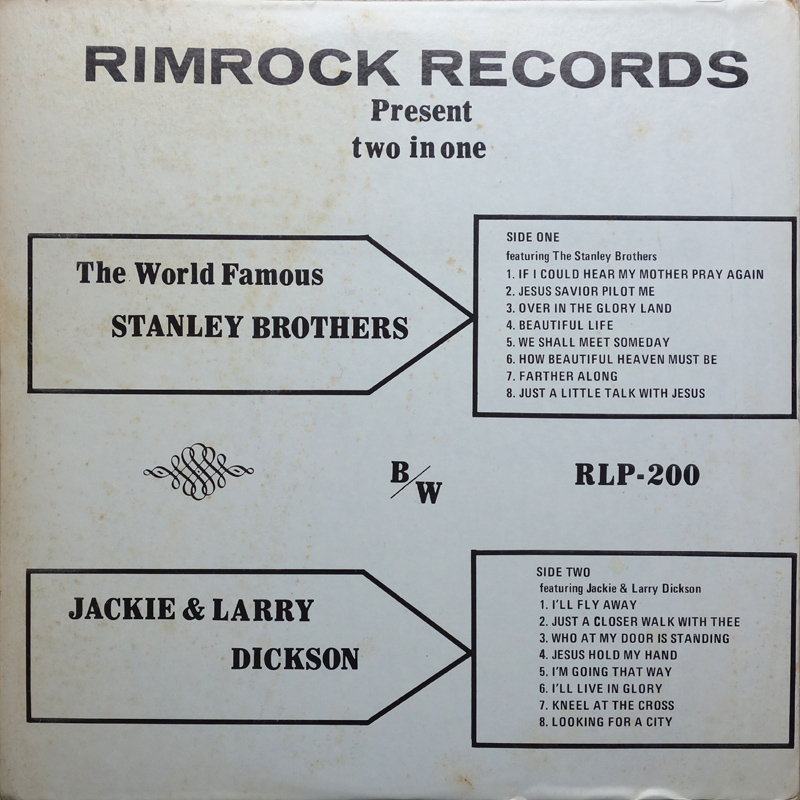 RIMROCK RECORDS
Present
two in one
The World Famous
STANLEY BROTHERS
SIDE ONE
featuring The Stanley Brothers
1. IF I COULD HEAR MY MOTHER PRAY AGAIN
2. JESUS SAVIOR PILOT ME
3. OVER IN THE GLORY LAND
4. BEAUTIFUL LIFE
5. WE SHALL MEET SOMEDAY
6. HOW BEAUTIFUL HEAVEN MUST BE
7. FARTHER ALONG
8. JUST A LITTLE TALK WITH JESUS
B/W
RLP-200
JACKIE & LARRY
DICKSON
SIDE TWO
featuring Jackie & Larry Dickson
1. I'LL FLY AWAY
2. JUST A CLOSER WALK WITH THEE
3. WHO AT MY DOOR IS STANDING
4. JESUS HOLD MY HAND
5. I'M GOING THAT WAY
6. I'LL LIVE IN GLORY
7. KNEEL AT THE CROSS
8. LOOKING FOR A CITY